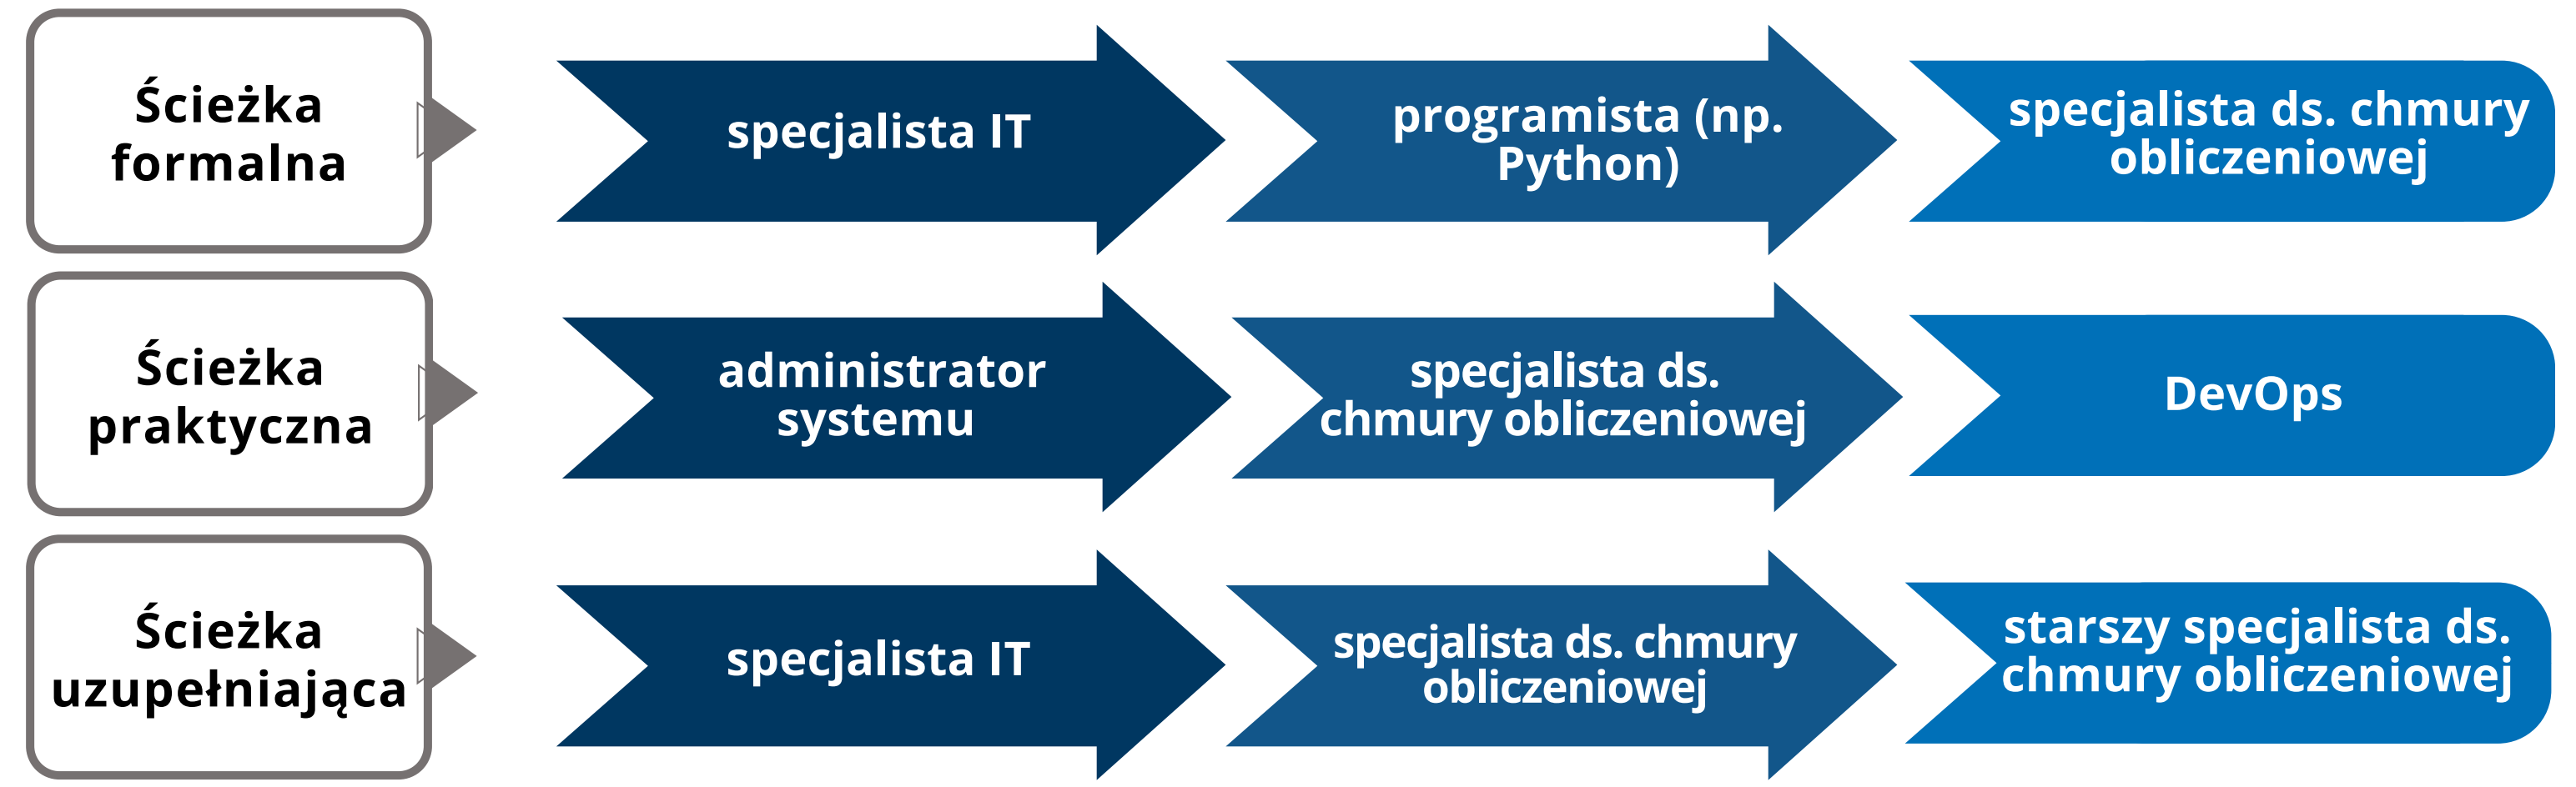 Ścieżka
formalna
specjalista IT
programista (np.
Python)
specjalista ds. chmury
obliczeniowej
Ścieżka
praktyczna
administrator
systemu
specjalista ds.
chmury obliczeniowej
DevOps
Ścieżka
uzupełniająca
specjalista IT
specjalista ds. chmury
obliczeniowej
starszy specjalista ds.
chmury obliczeniowej